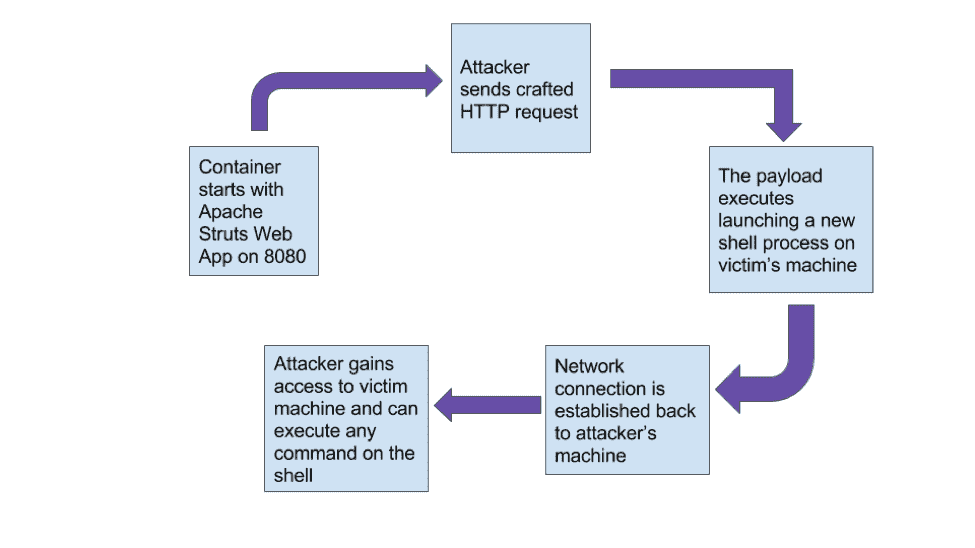 Container
starts with
Apache
Struts Web
App on 8080
Attacker
sends crafted
HTTP request
The payload
executes
launching a new
shell process on
victim’s machine
Network
connection is
established back
to attacker’s
machine
Attacker gains
access to victim
machine and can
execute any
command on the
shell